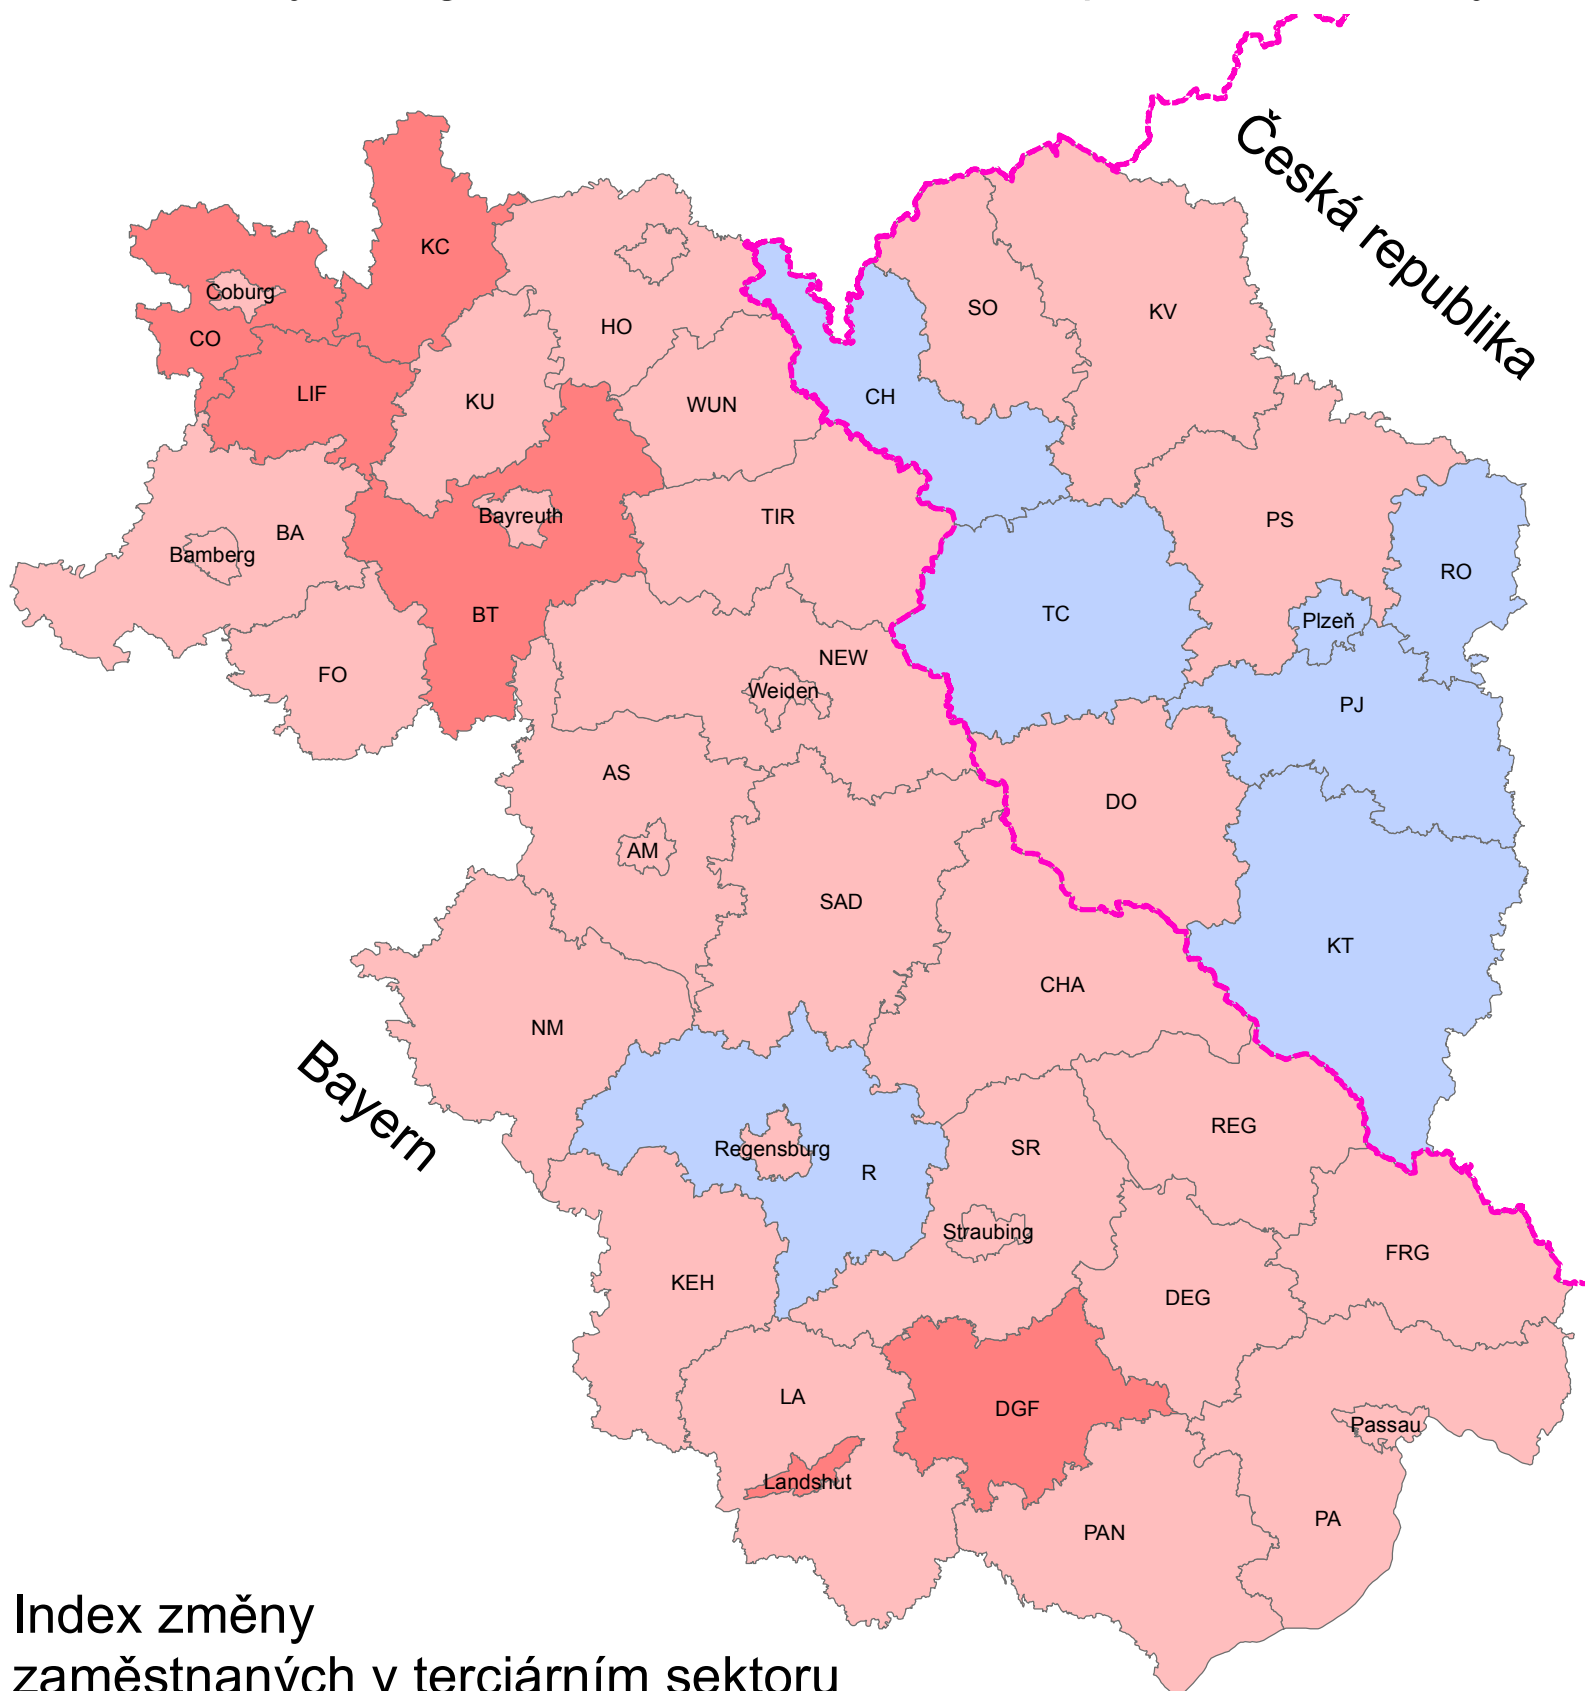 Česká republika
KC
Coburg
CO
HO
SO
KV
LIF
KU
WUN
CH
Bayreuth
TIR
BA
Bamberg
PS
RO
BT
TC
Plzeň
FO
NEW
Weiden
PJ
AS
DO
AM
SAD
KT
NM
CHA
Bayern
Regensburg
R
SR
REG
Straubing
FRG
KEH
DEG
LA
DGF
Passau
Landshut
PAN
PA
Index změny
zaměstnaných v terciárním sektoru